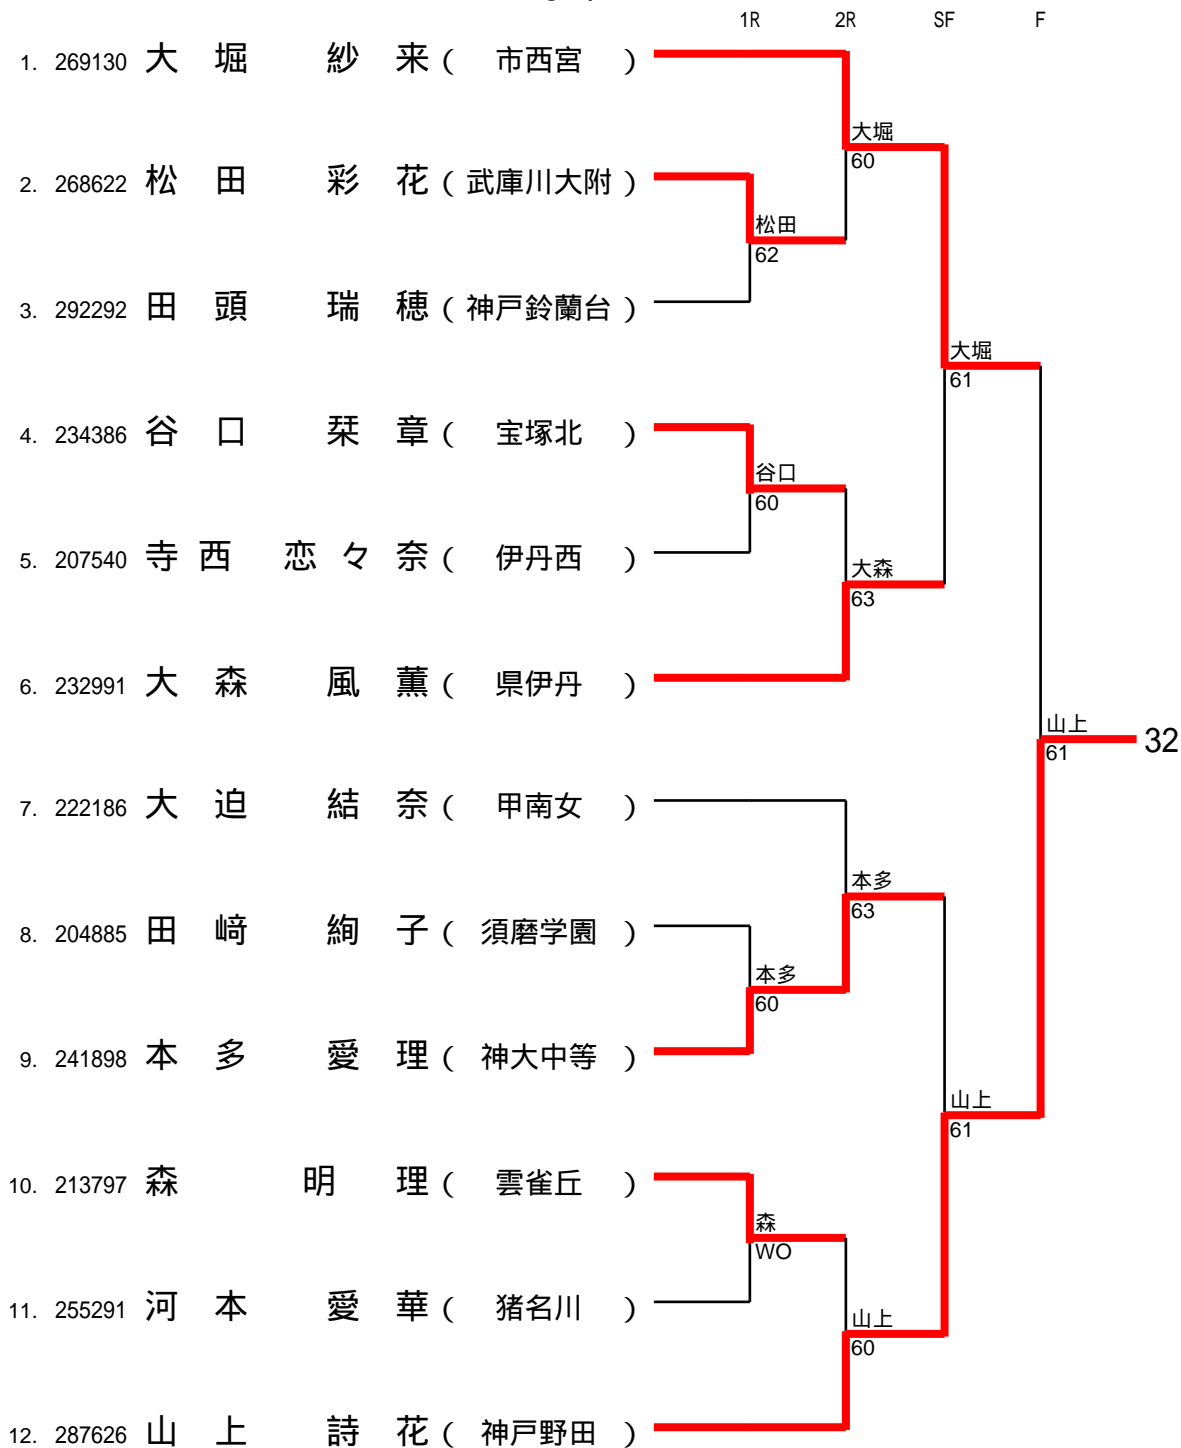 1R 2R SF F
1. 269130 大堀 紗来 ( 市西宮 )
大堀
60
2. 268622 松田 彩花 ( 武庫川大附 )
松田
62
3. 292292 田頭 瑞穂 ( 神戸鈴蘭台 )
大堀
61
4. 234386 谷口 栞章 ( 宝塚北 )
谷口
60
5. 207540 寺西 恋々奈 ( 伊丹西 )
大森
63
6. 232991 大森 風薫 ( 県伊丹 )
山上
61
32
7. 222186 大迫 結奈 ( 甲南女 )
本多
63
8. 204885 田﨑 絢子 ( 須磨学園 )
本多
60
9. 241898 本多 愛理 ( 神大中等 )
山上
61
10. 213797 森 明理 ( 雲雀丘 )
森
WO
11. 255291 河本 愛華 ( 猪名川 )
山上
60
12. 287626 山上 詩花 ( 神戸野田 )